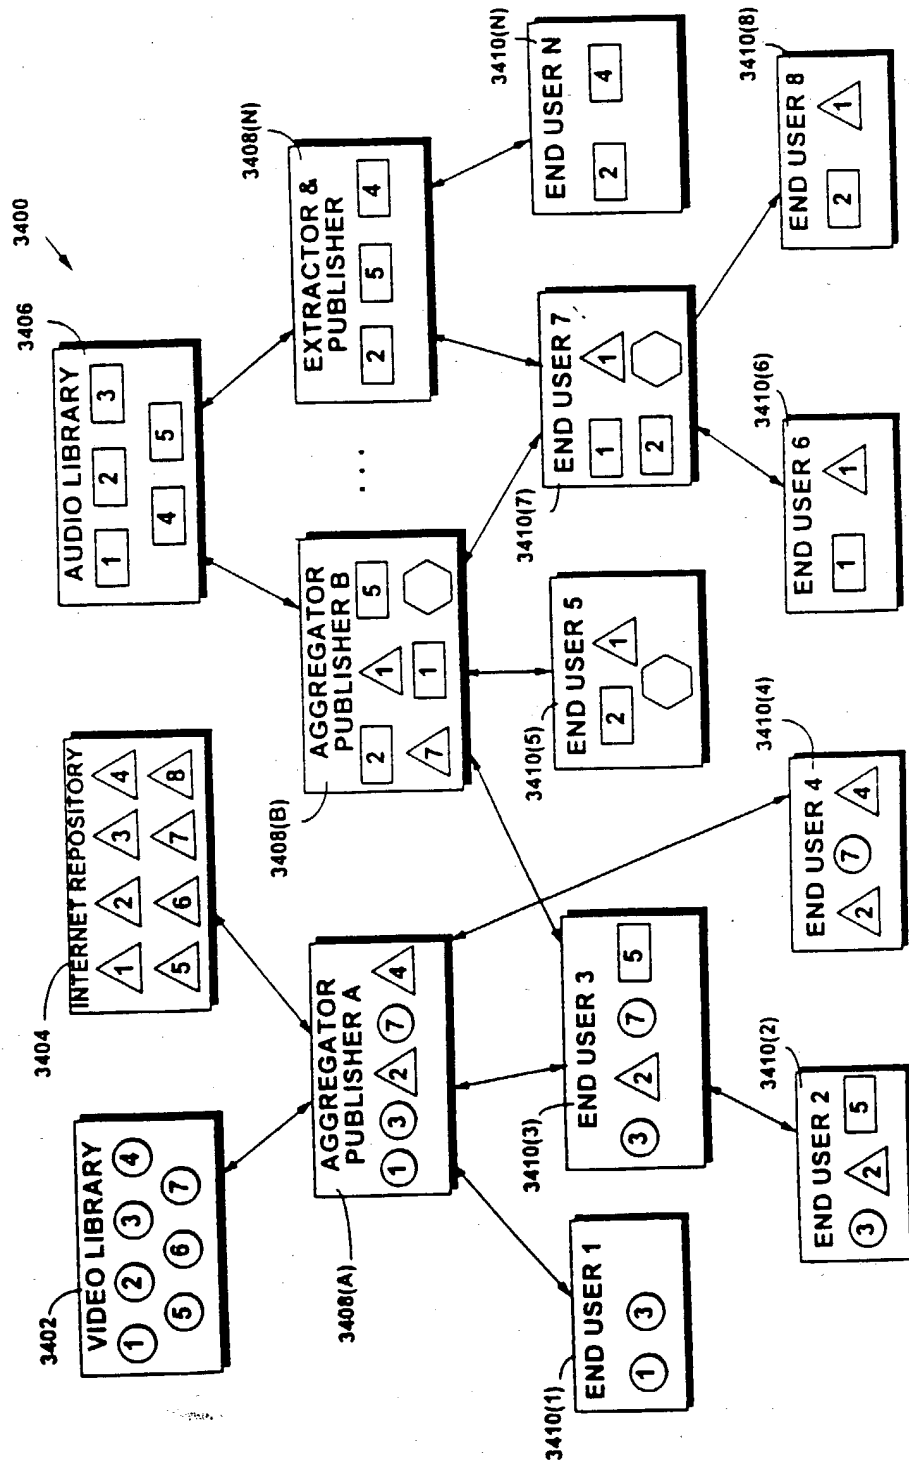 3400
3402
VIDEO LIBRARY
1 2 3 4
5 6 7
3404
INTERNET REPOSITORY
1 2 3 4
5 6 7 8
3406
AUDIO LIBRARY
1 2 3
4 5
3408(A)
AGGREGATOR
PUBLISHER A
1 3 2 7 4
3408(B)
AGGREGATOR
PUBLISHER B
2 1 5
7 1
...
3408(N)
EXTRACTOR &
PUBLISHER
2 5 4
3410(1)
END USER 1
1 3
3410(3)
END USER 3
3 2 7 5
3410(5)
END USER 5
2 1
3410(7)
END USER 7
1 1
2
3410(N)
END USER N
2 4
3410(2)
END USER 2
3 2 5
3410(4)
END USER 4
2 7 4
3410(6)
END USER 6
1 1
3410(8)
END USER 8
2 1